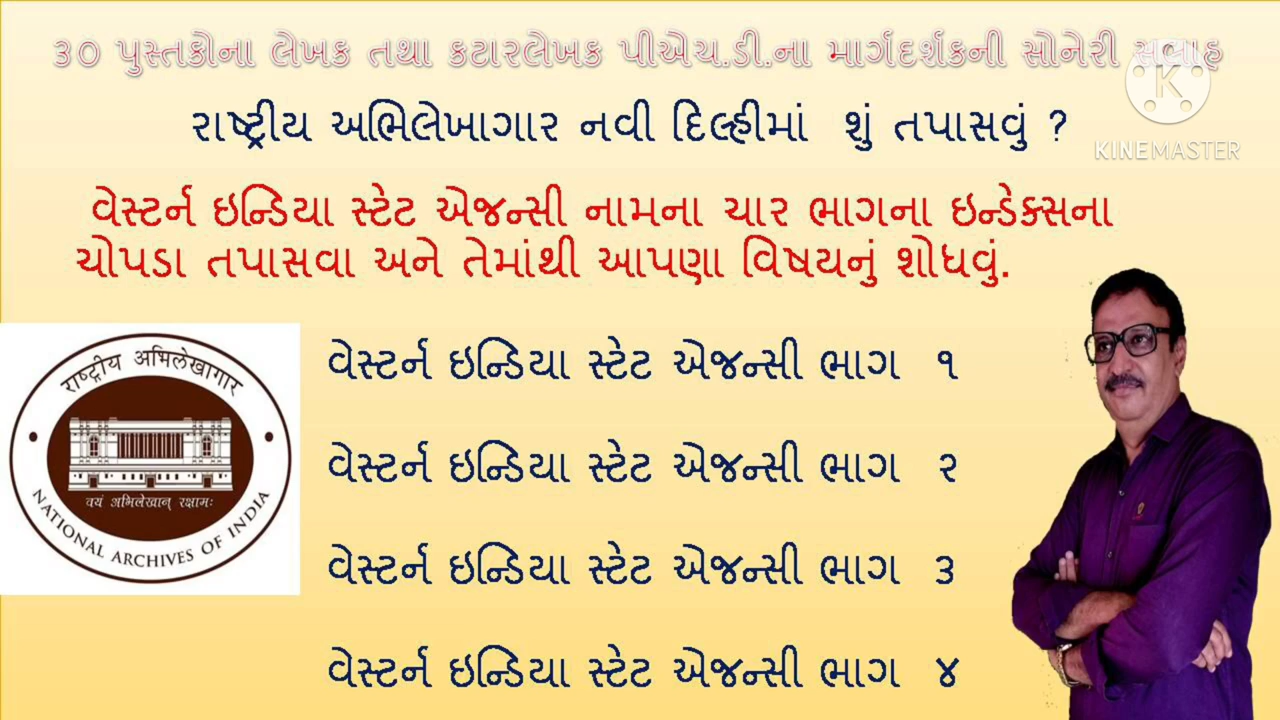 ૩૦ પુસ્તકોના લેખક તથા કટારલેખક પીએચ.ડી.ના માર્ગદર્શકની સોનેરી સલાહ
રાષ્ટ્રીય અભિલેખાગાર નવી દિલ્હીમાં શું તપાસવું ?
KINEMASTER
વેસ્ટર્ન ઇન્ડિયા સ્ટેટ એજન્સી નામના ચાર ભાગના ઇન્ડેક્સના
ચોપડા તપાસવા અને તેમાંથી આપણા વિષયનું શોધવું.
राष्ट्रीय अभिलेखागार
वयं अभिलेखान् रक्षामः
NATIONAL ARCHIVES OF INDIA
વેસ્ટર્ન ઇન્ડિયા સ્ટેટ એજન્સી ભાગ ૧
વેસ્ટર્ન ઇન્ડિયા સ્ટેટ એજન્સી ભાગ ૨
વેસ્ટર્ન ઇન્ડિયા સ્ટેટ એજન્સી ભાગ ૩
વેસ્ટર્ન ઇન્ડિયા સ્ટેટ એજન્સી ભાગ ૪